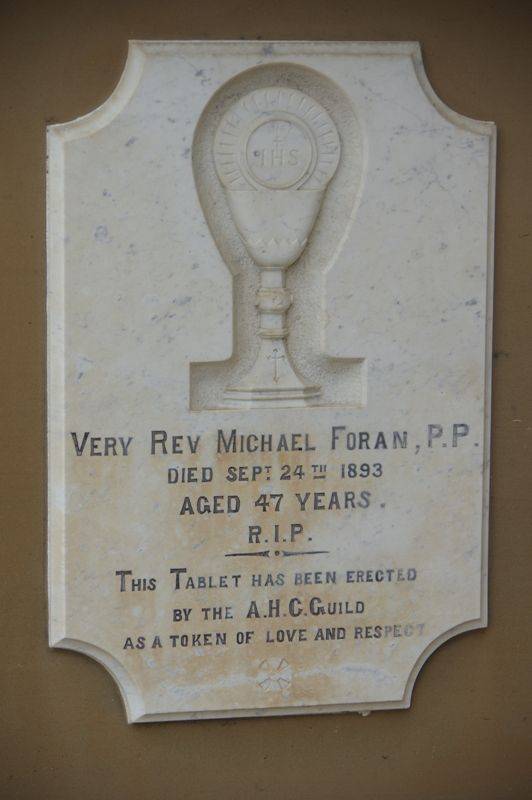 IHS
VERY REV MICHAEL FORAN, P.P.
DIED SEPT 24TH 1893
AGED 47 YEARS.
R.I.P.
THIS TABLET HAS BEEN ERECTED
BY THE A.H.C. GUILD
AS A TOKEN OF LOVE AND RESPECT